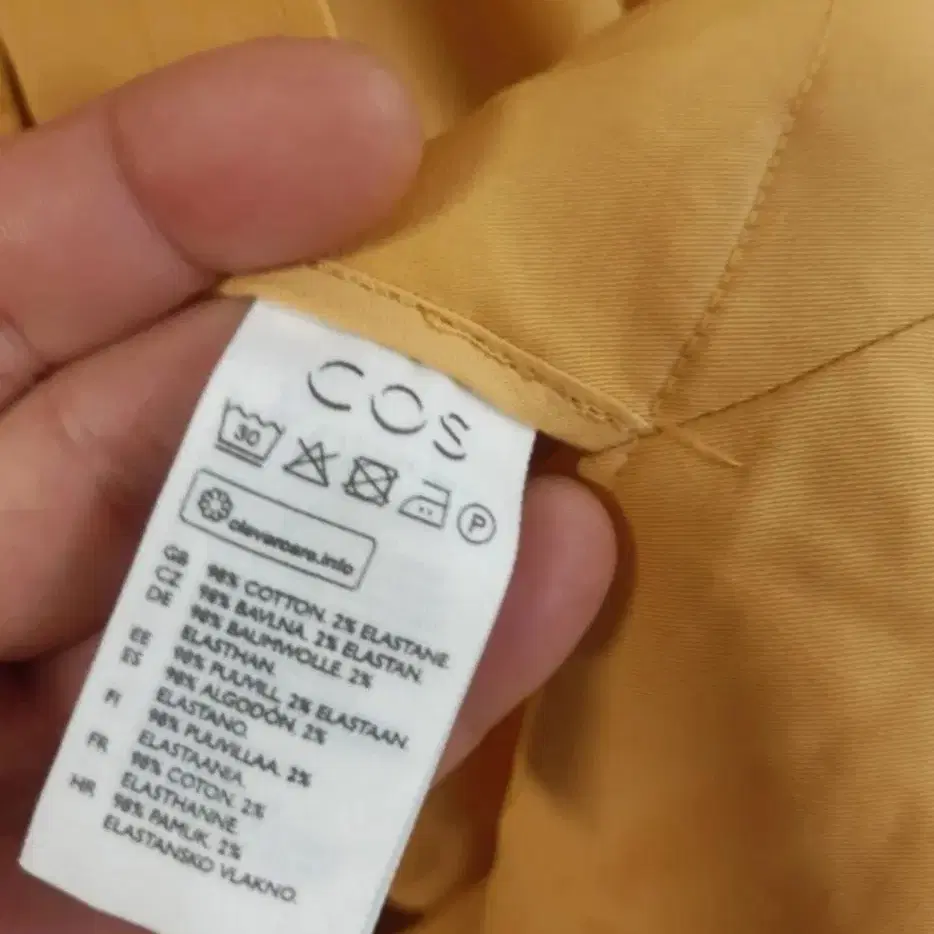 COS
30
P
clevercare.info
GB 98% COTTON. 2% ELASTANE.
CZ 98% BAVLNA. 2% ELASTAN.
DE 98% BAUMWOLLE. 2%
ELASTHAN.
EE 98% PUUVILL. 2% ELASTAAN.
ES 98% ALGODÓN. 2%
ELASTANO.
FI 98% PUUVILLAA. 2%
ELASTAANIA.
FR 98% COTON. 2%
ELASTHANNE.
HR 98% PAMUK. 2%
ELASTANSKO VLAKNO.